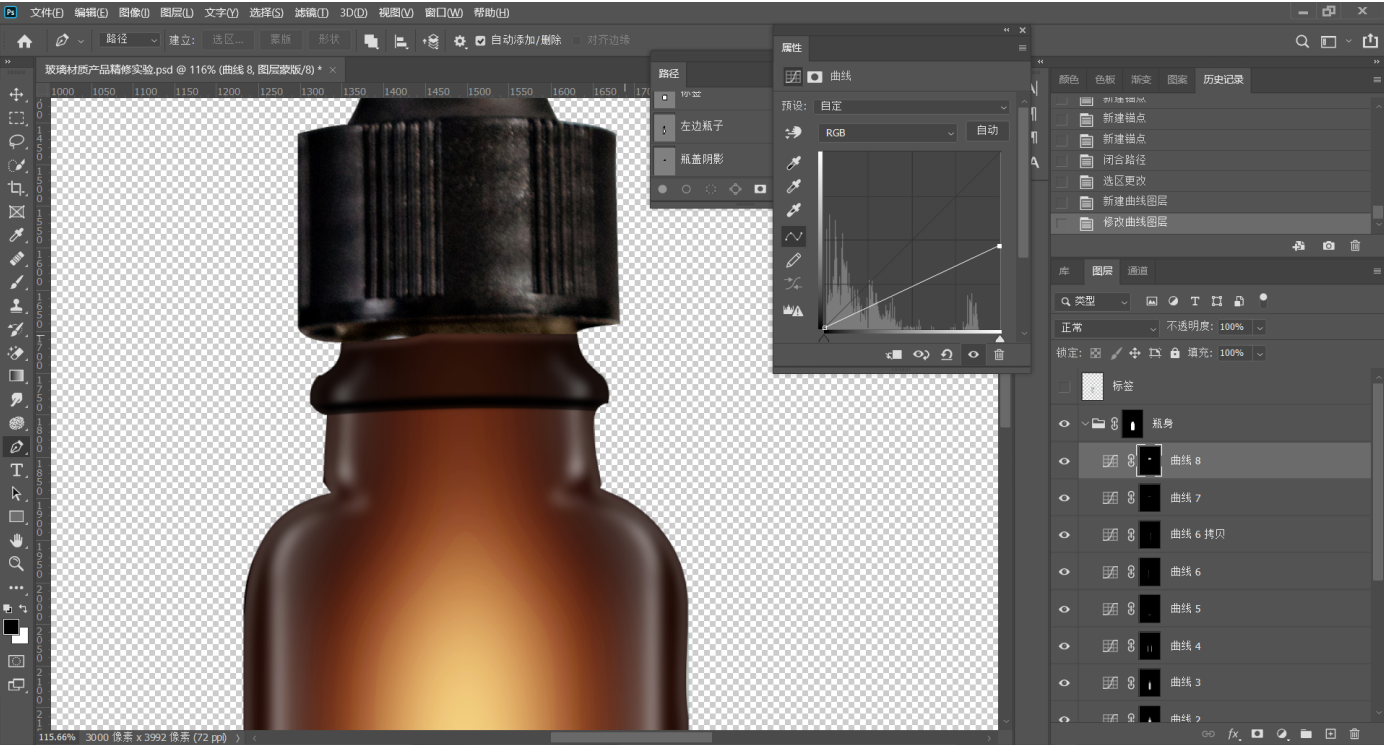 Ps 文件(F) 编辑(E) 图像(I) 图层(L) 文字(Y) 选择(S) 滤镜(T) 3D(D) 视图(V) 窗口(W) 帮助(H)
路径 建立: 选区... 蒙版 形状 自动添加/删除 对齐边缘
玻璃材质产品精修实验.psd @ 116% (曲线 8, 图层蒙版/8) * ×
1000 1050 1100 1150 1200 1250 1300 1350 1400 1450 1500 1550 1600 1650
路径
标签
左边瓶子
瓶盖阴影
属性
曲线
预设: 自定
RGB 自动
颜色 色板 渐变 图案 历史记录
新建锚点
新建锚点
新建锚点
闭合路径
选区更改
新建曲线图层
修改曲线图层
库 图层 通道
类型
正常 不透明度: 100%
锁定: 填充: 100%
标签
瓶身
曲线 8
曲线 7
曲线 6 拷贝
曲线 6
曲线 5
曲线 4
曲线 3
曲线 2
115.66% 3000 像素 x 3992 像素 (72 ppi)
fx